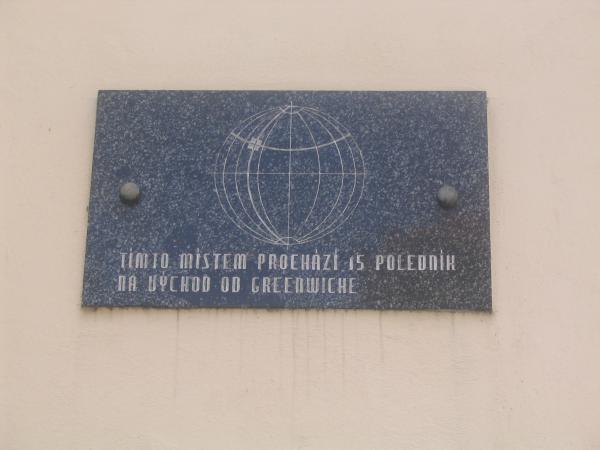 TÍMTO MÍSTEM PROCHÁZÍ 15 POLEDNÍK
NA VÝCHOD OD GREENWICHE